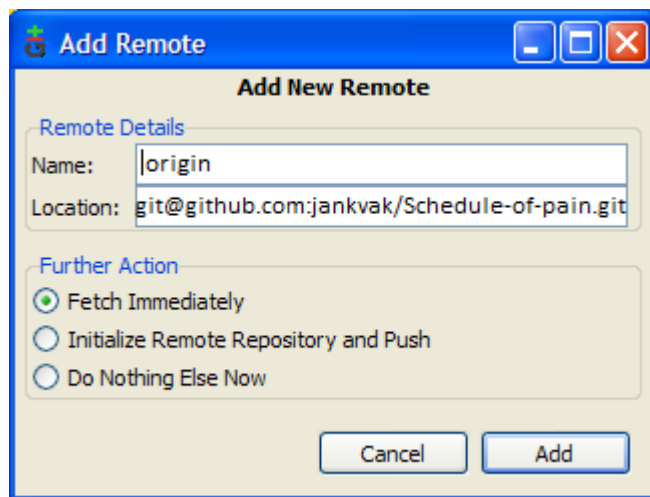 Add Remote
Add New Remote
Remote Details
Name: origin
Location: git@github.com:jankvak/Schedule-of-pain.git
Further Action
Fetch Immediately
Initialize Remote Repository and Push
Do Nothing Else Now
Cancel Add